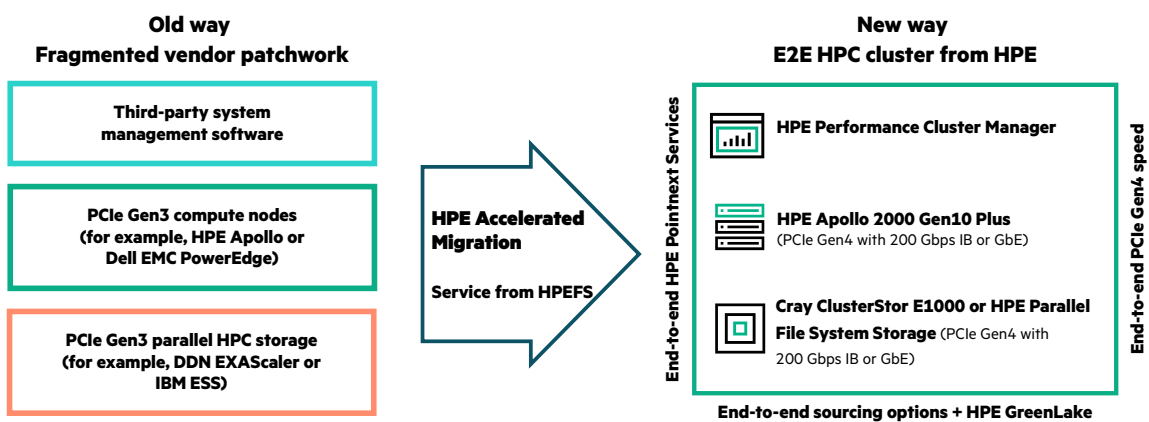 Old way
Fragmented vendor patchwork
Third-party system
management software
PCIe Gen3 compute nodes
(for example, HPE Apollo or
Dell EMC PowerEdge)
PCIe Gen3 parallel HPC storage
(for example, DDN EXAScaler or
IBM ESS)
HPE Accelerated
Migration
Service from HPEFS
New way
E2E HPC cluster from HPE
End-to-end HPE Pointnext Services
HPE Performance Cluster Manager
HPE Apollo 2000 Gen10 Plus
(PCIe Gen4 with 200 Gbps IB or GbE)
Cray ClusterStor E1000 or HPE Parallel
File System Storage (PCIe Gen4 with
200 Gbps IB or GbE)
End-to-end PCIe Gen4 speed
End-to-end sourcing options + HPE GreenLake